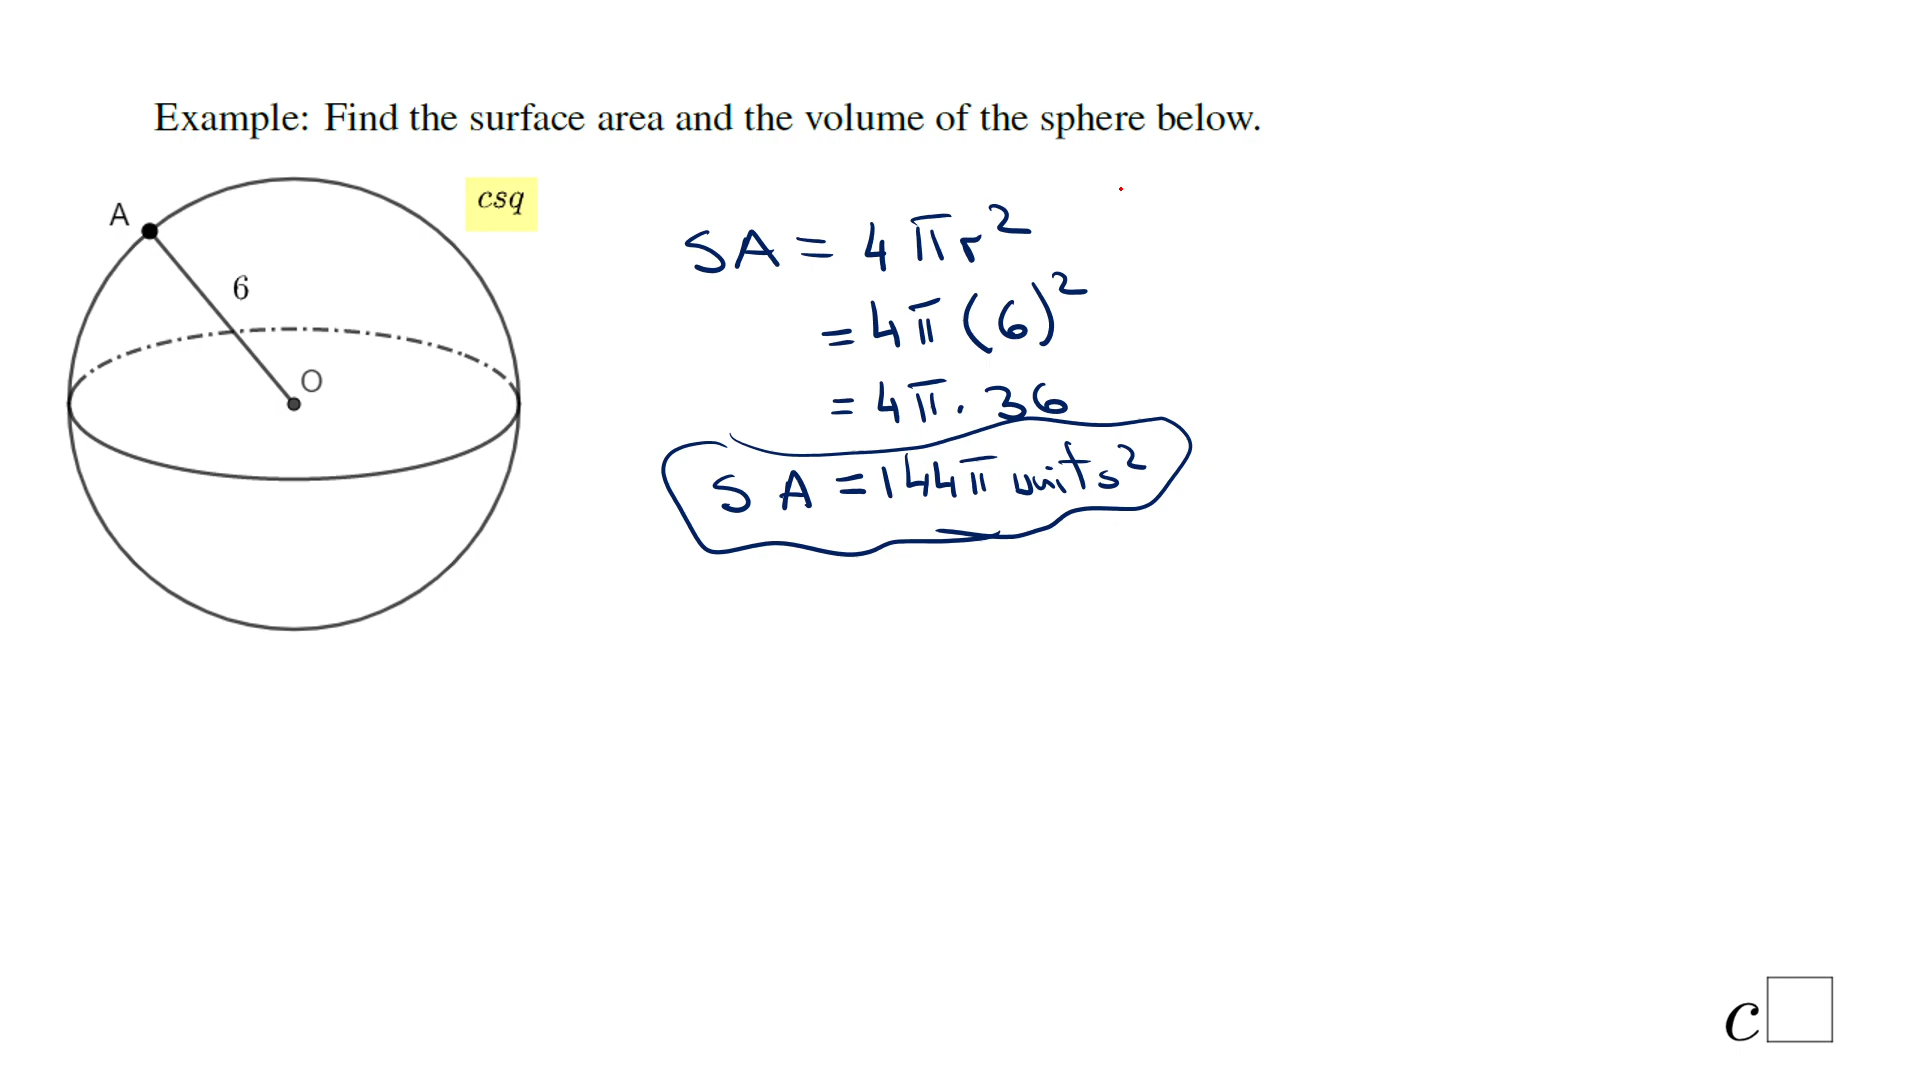 Example: Find the surface area and the volume of the sphere below.
A
csq
6
O
SA = 4πr²
= 4π(6)²
= 4π · 36
SA = 144π units²
c